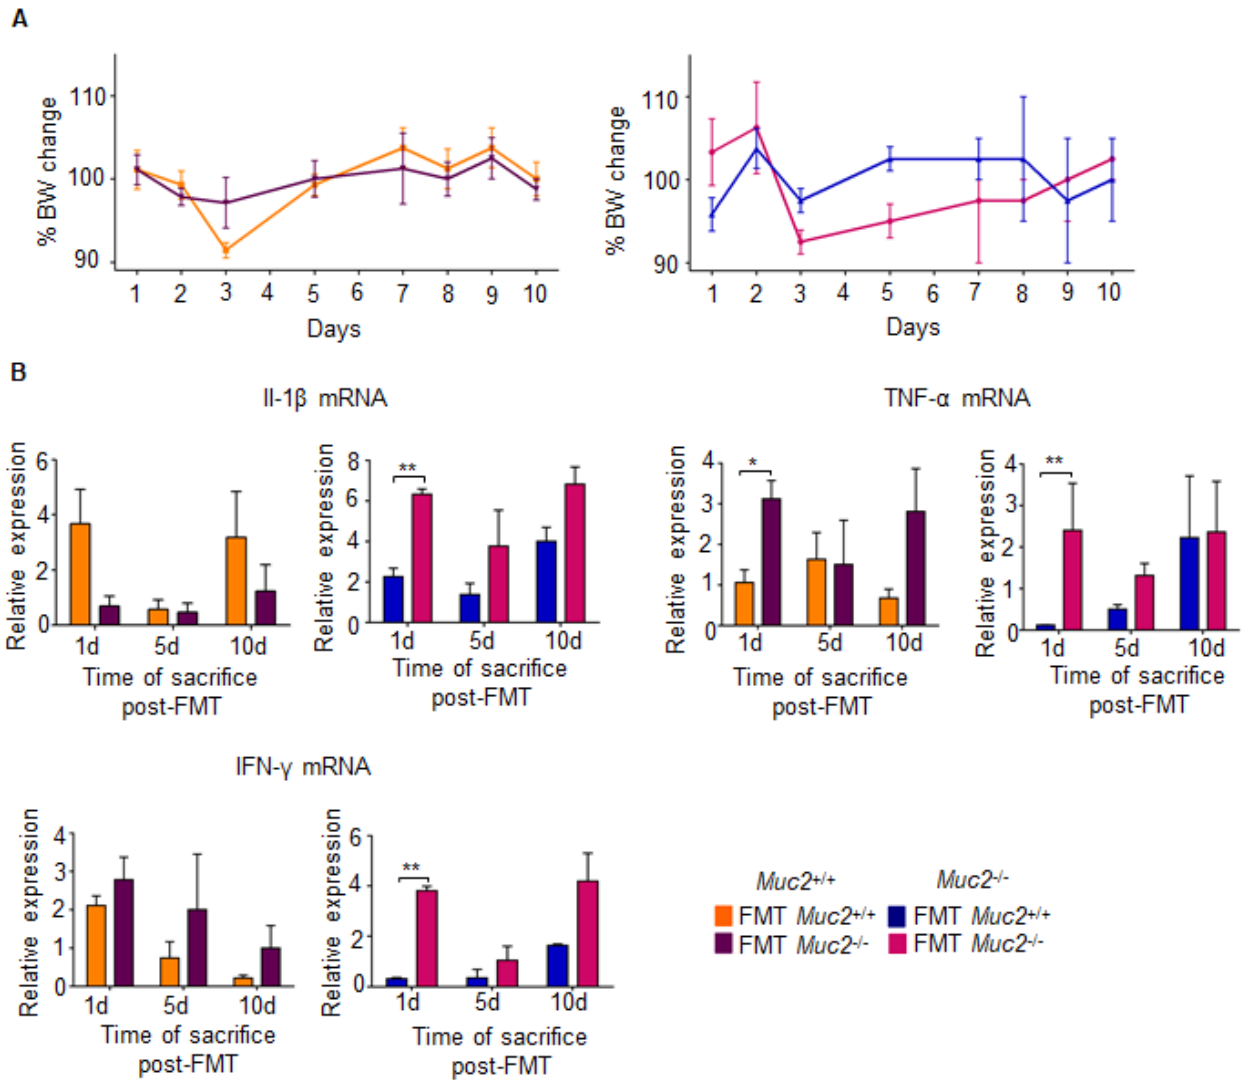 A
% BW change
110
100
90
1 2 3 4 5 6 7 8 9 10
Days
% BW change
110
100
90
1 2 3 4 5 6 7 8 9 10
Days
B
Il-1β mRNA
Relative expression
6
4
2
0
1d 5d 10d
Time of sacrifice
post-FMT
Relative expression
8
6
4
2
0
**
1d 5d 10d
Time of sacrifice
post-FMT
TNF-α mRNA
Relative expression
4
3
2
1
0
*
1d 5d 10d
Time of sacrifice
post-FMT
Relative expression
4
3
2
1
0
**
1d 5d 10d
Time of sacrifice
post-FMT
IFN-γ mRNA
Relative expression
4
3
2
1
0
1d 5d 10d
Time of sacrifice
post-FMT
Relative expression
6
4
2
0
**
1d 5d 10d
Time of sacrifice
post-FMT
Muc2+/+ Muc2-/-
FMT Muc2+/+ FMT Muc2+/+
FMT Muc2-/- FMT Muc2-/-